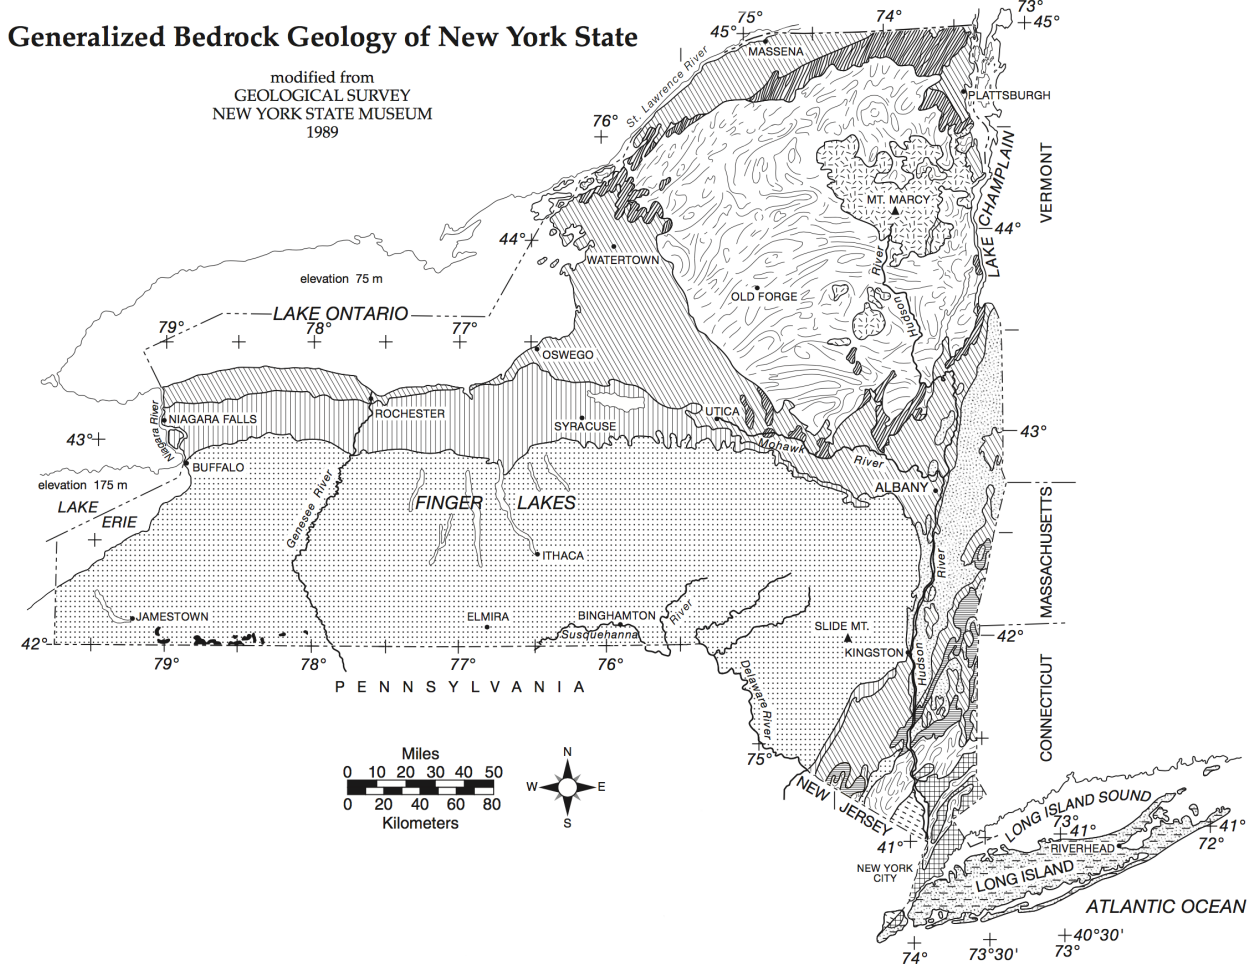 Generalized Bedrock Geology of New York State
modified from
GEOLOGICAL SURVEY
NEW YORK STATE MUSEUM
1989
73°
45°
75°
45°
74°
MASSENA
St. Lawrence River
PLATTSBURGH
76°
LAKE CHAMPLAIN
VERMONT
MT. MARCY
44°
44°
WATERTOWN
River
Hudson
elevation 75 m
OLD FORGE
LAKE ONTARIO
79°
78°
77°
OSWEGO
NIAGARA FALLS
Niagara River
ROCHESTER
SYRACUSE
UTICA
43°
43°
Mohawk
River
BUFFALO
elevation 175 m
LAKE
ERIE
Genesee River
FINGER
LAKES
ALBANY
ITHACA
River
MASSACHUSETTS
JAMESTOWN
ELMIRA
BINGHAMTON
Susquehanna
River
SLIDE MT.
KINGSTON
Hudson
42°
42°
79°
78°
77°
76°
PENNSYLVANIA
Delaware River
CONNECTICUT
75°
Miles
0 10 20 30 40 50
0 20 40 60 80
Kilometers
N
W
E
S
NEW JERSEY
41°
NEW YORK
CITY
LONG ISLAND SOUND
73°
41°
41°
72°
RIVERHEAD
LONG ISLAND
ATLANTIC OCEAN
40°30'
74°
73°30'
73°